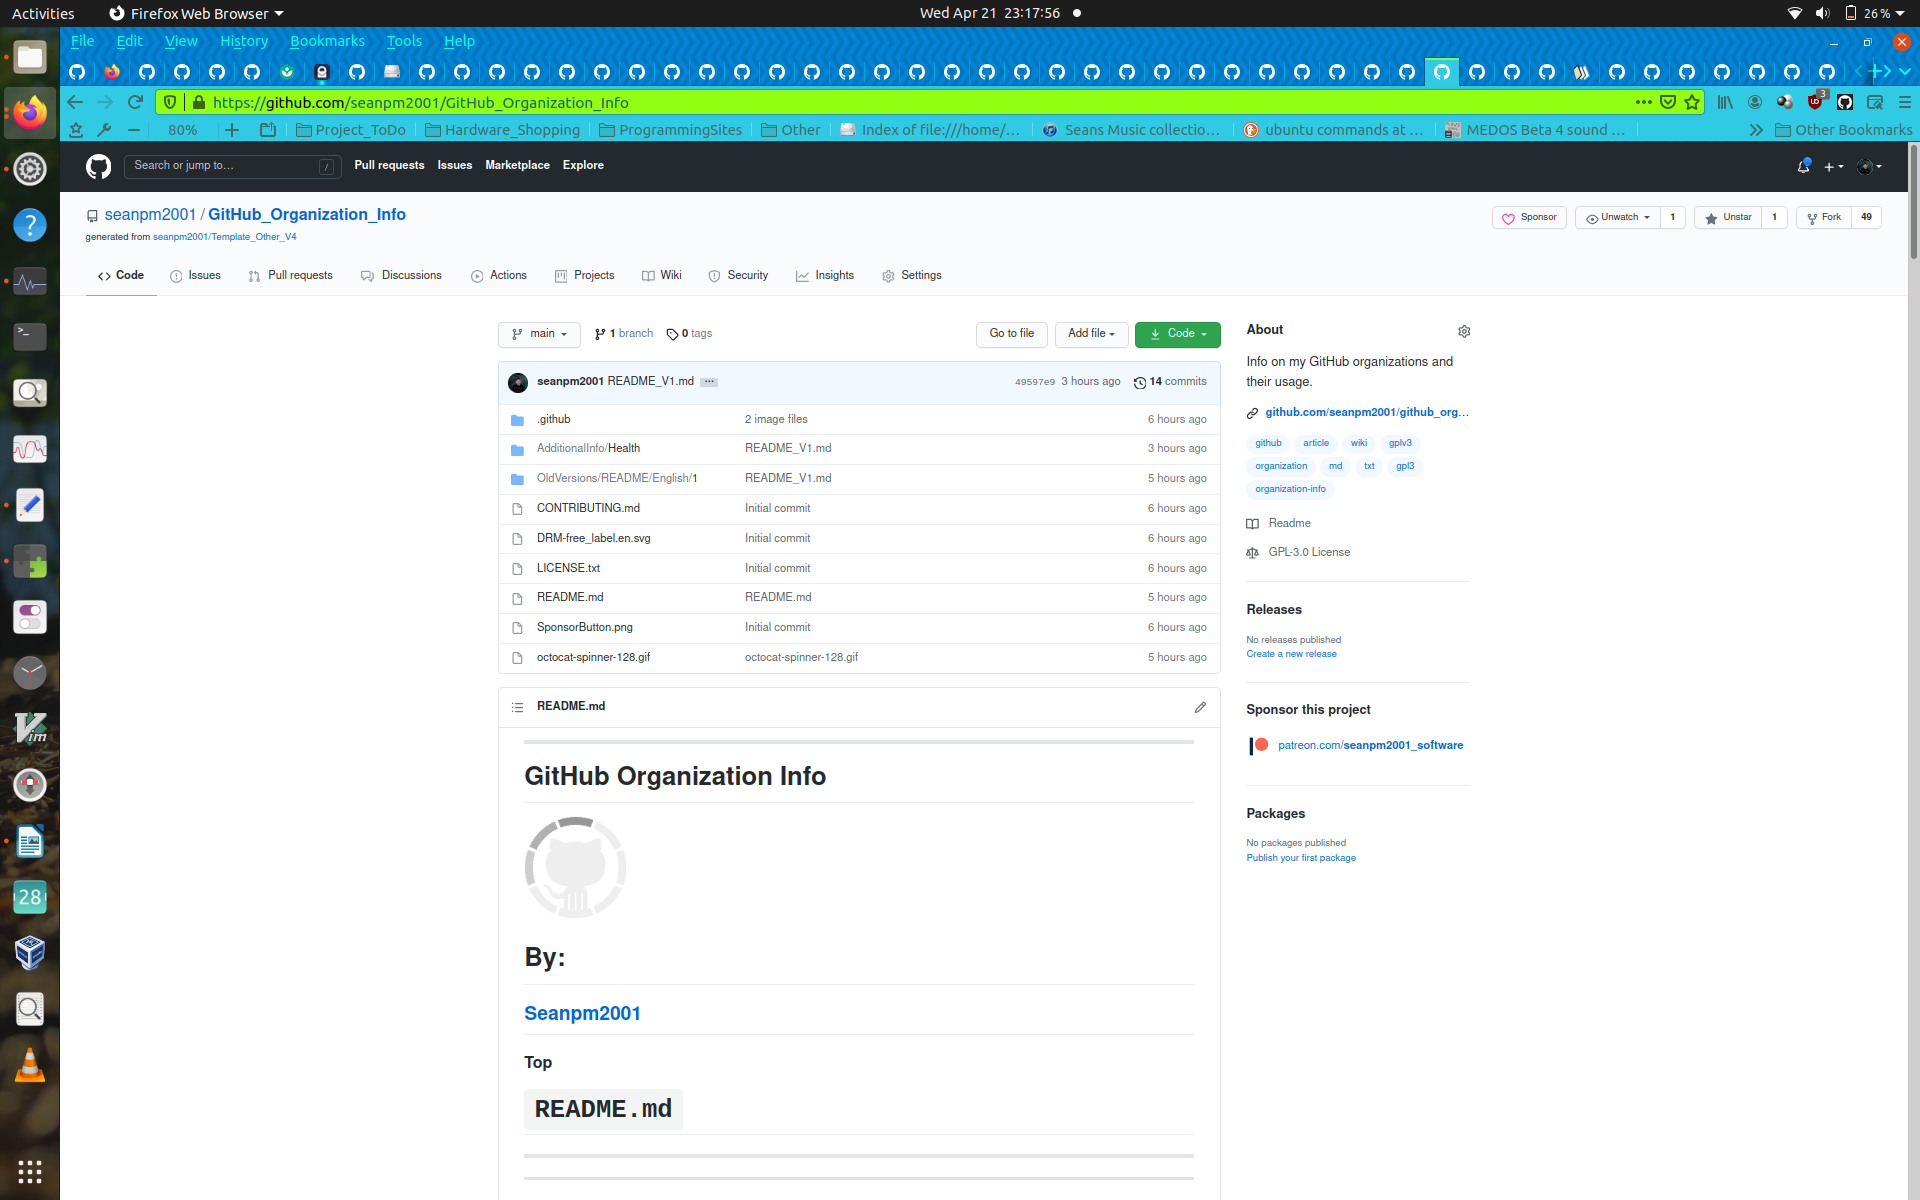 Activities Firefox Web Browser Wed Apr 21 23:17:56 26%
File Edit View History Bookmarks Tools Help
https://github.com/seanpm2001/GitHub_Organization_Info 3
80% Project_ToDo Hardware_Shopping ProgrammingSites Other Index of file:///home/... Seans Music collectio... ubuntu commands at ... MEDOS Beta 4 sound ... Other Bookmarks
Search or jump to... / Pull requests Issues Marketplace Explore
seanpm2001 / GitHub_Organization_Info Sponsor Unwatch 1 Unstar 1 Fork 49
generated from seanpm2001/Template_Other_V4
Code Issues Pull requests Discussions Actions Projects Wiki Security Insights Settings
main 1 branch 0 tags Go to file Add file Code
seanpm2001 README_V1.md ... 49597e9 3 hours ago 14 commits
.github 2 image files 6 hours ago
AdditionalInfo/Health README_V1.md 3 hours ago
OldVersions/README/English/1 README_V1.md 5 hours ago
CONTRIBUTING.md Initial commit 6 hours ago
DRM-free_label.en.svg Initial commit 6 hours ago
LICENSE.txt Initial commit 6 hours ago
README.md README.md 5 hours ago
SponsorButton.png Initial commit 6 hours ago
octocat-spinner-128.gif octocat-spinner-128.gif 5 hours ago
README.md
GitHub Organization Info
By:
Seanpm2001
Top
README.md
About
Info on my GitHub organizations and
their usage.
github.com/seanpm2001/github_org...
github article wiki gplv3
organization md txt gpl3
organization-info
Readme
GPL-3.0 License
Releases
No releases published
Create a new release
Sponsor this project
patreon.com/seanpm2001_software
Packages
No packages published
Publish your first package
28
Vim